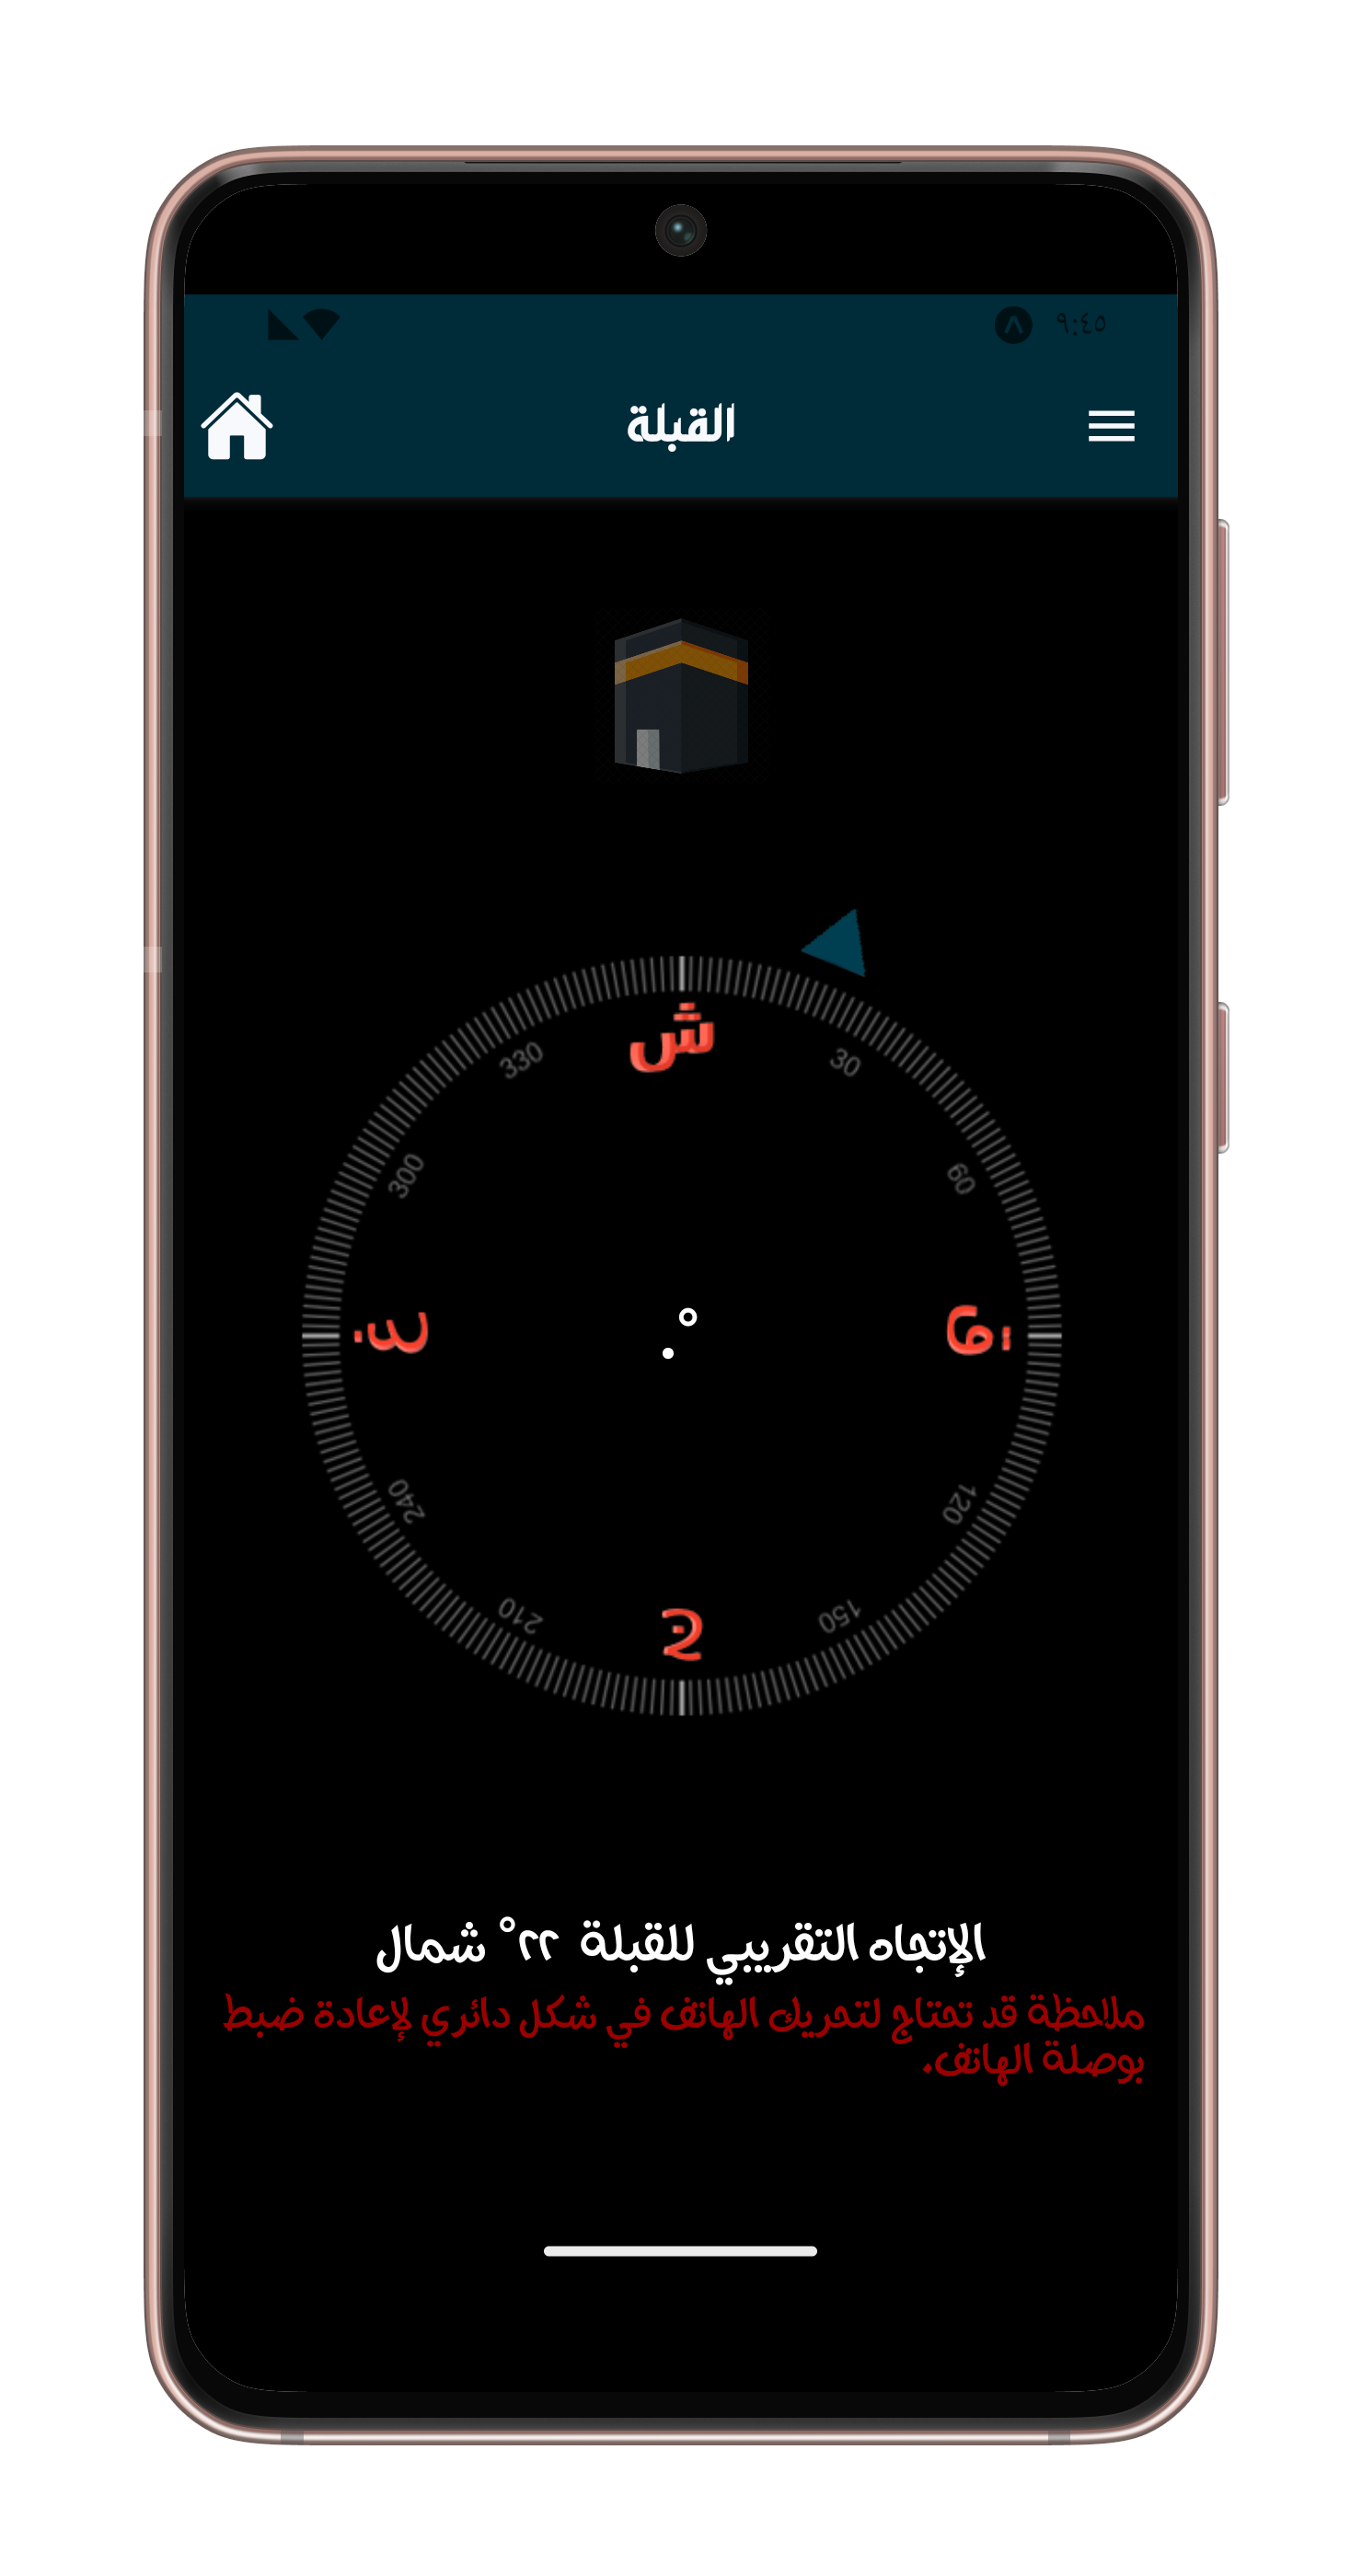 ٩:٤٥
القبلة
ش
330
30
300
60
غ
°
٠
ق
240
120
210
150
ج
الإتجاه التقريبي للقبلة ٢٢° شمال
ملاحظة قد تحتاج لتحريك الهاتف في شكل دائري لإعادة ضبط
بوصلة الهاتف.